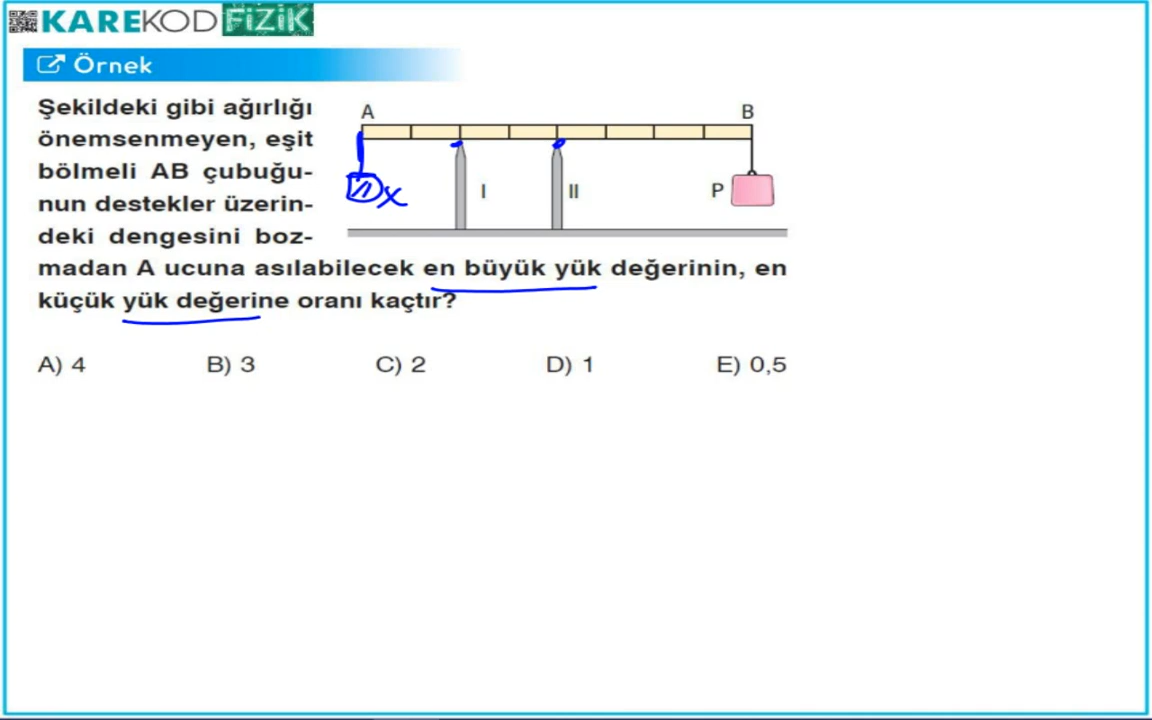 KAREKOD FİZİK
Örnek
Şekildeki gibi ağırlığı
önemsenmeyen, eşit
bölmeli AB çubuğu-
nun destekler üzerin-
deki dengesini boz-
madan A ucuna asılabilecek en büyük yük değerinin, en
küçük yük değerine oranı kaçtır?
A B
I II P
x
A) 4 B) 3 C) 2 D) 1 E) 0,5